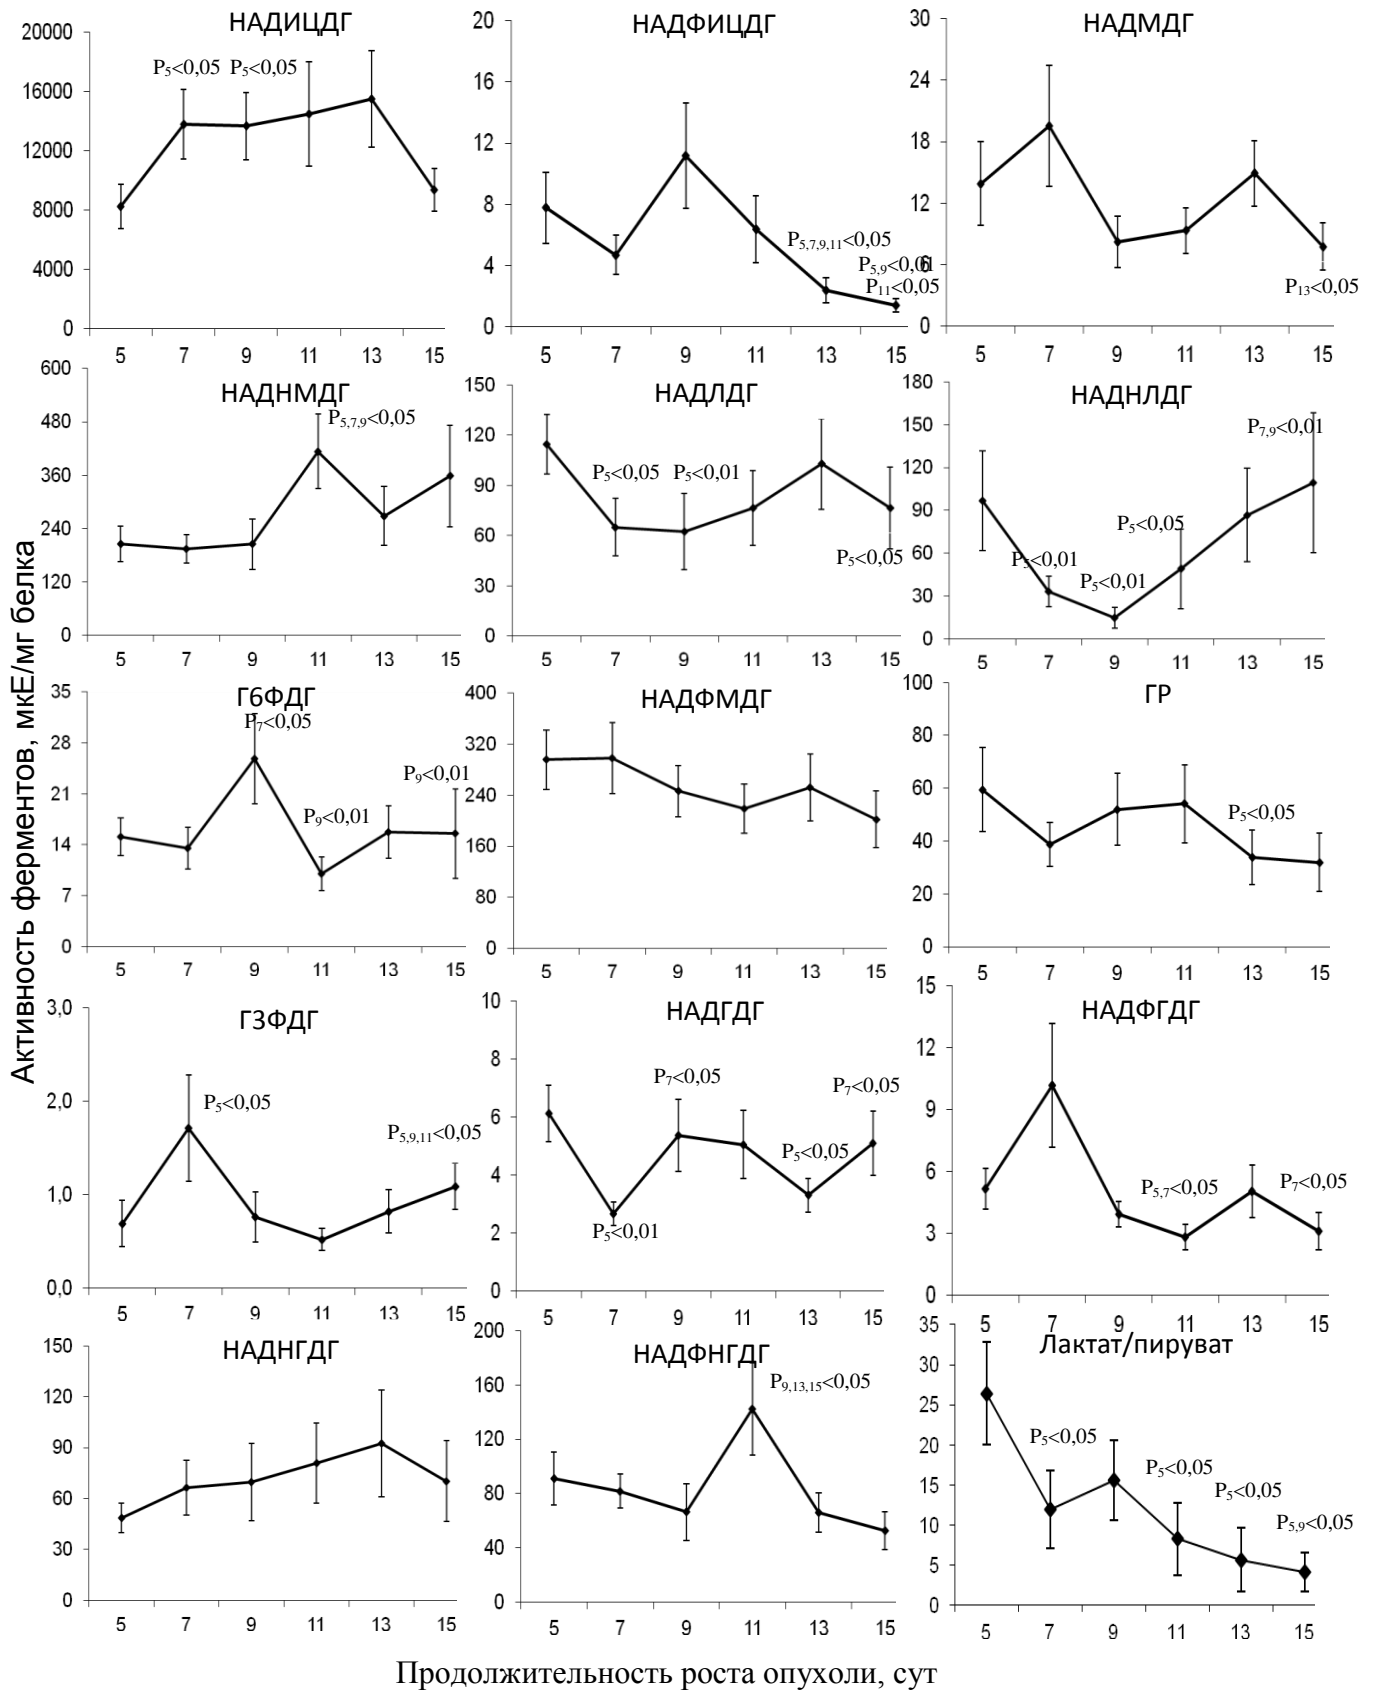 НАДИЦДГ
20000
16000
12000
8000
4000
0
P5<0,05
P5<0,05
5 7 9 11 13 15
НАДФИЦДГ
20
16
12
8
4
0
P5,7,9,11<0,05
P5,9<0,01
P11<0,05
5 7 9 11 13 15
НАДМДГ
30
24
18
12
6
0
P13<0,05
5 7 9 11 13 15
НАДНМДГ
600
480
360
240
120
0
P5,7,9<0,05
5 7 9 11 13 15
НАДЛДГ
150
120
90
60
30
0
P5<0,05
P5<0,01
P5<0,05
5 7 9 11 13 15
НАДНЛДГ
180
150
120
90
60
30
0
P5<0,01
P5<0,01
P5<0,05
P7,9<0,01
5 7 9 11 13 15
Г6ФДГ
35
28
21
14
7
0
P7<0,05
P9<0,01
P9<0,01
5 7 9 11 13 15
НАДФМДГ
400
320
240
160
80
0
5 7 9 11 13 15
ГР
100
80
60
40
20
0
P5<0,05
5 7 9 11 13 15
Г3ФДГ
3,0
2,0
1,0
0,0
P5<0,05
P5,9,11<0,05
5 7 9 11 13 15
НАДГДГ
10
8
6
4
2
0
P5<0,01
P7<0,05
P5<0,05
P7<0,05
5 7 9 11 13 15
НАДФГДГ
15
12
9
6
3
0
P5,7<0,05
P7<0,05
5 7 9 11 13 15
НАДНГДГ
150
120
90
60
30
0
5 7 9 11 13 15
НАДФНГДГ
200
160
120
80
40
0
P9,13,15<0,05
5 7 9 11 13 15
Лактат/пируват
35
30
25
20
15
10
5
0
P5<0,05
P5<0,05
P5<0,05
P5,9<0,05
5 7 9 11 13 15
Активность ферментов, мкЕ/мг белка
Продолжительность роста опухоли, сут